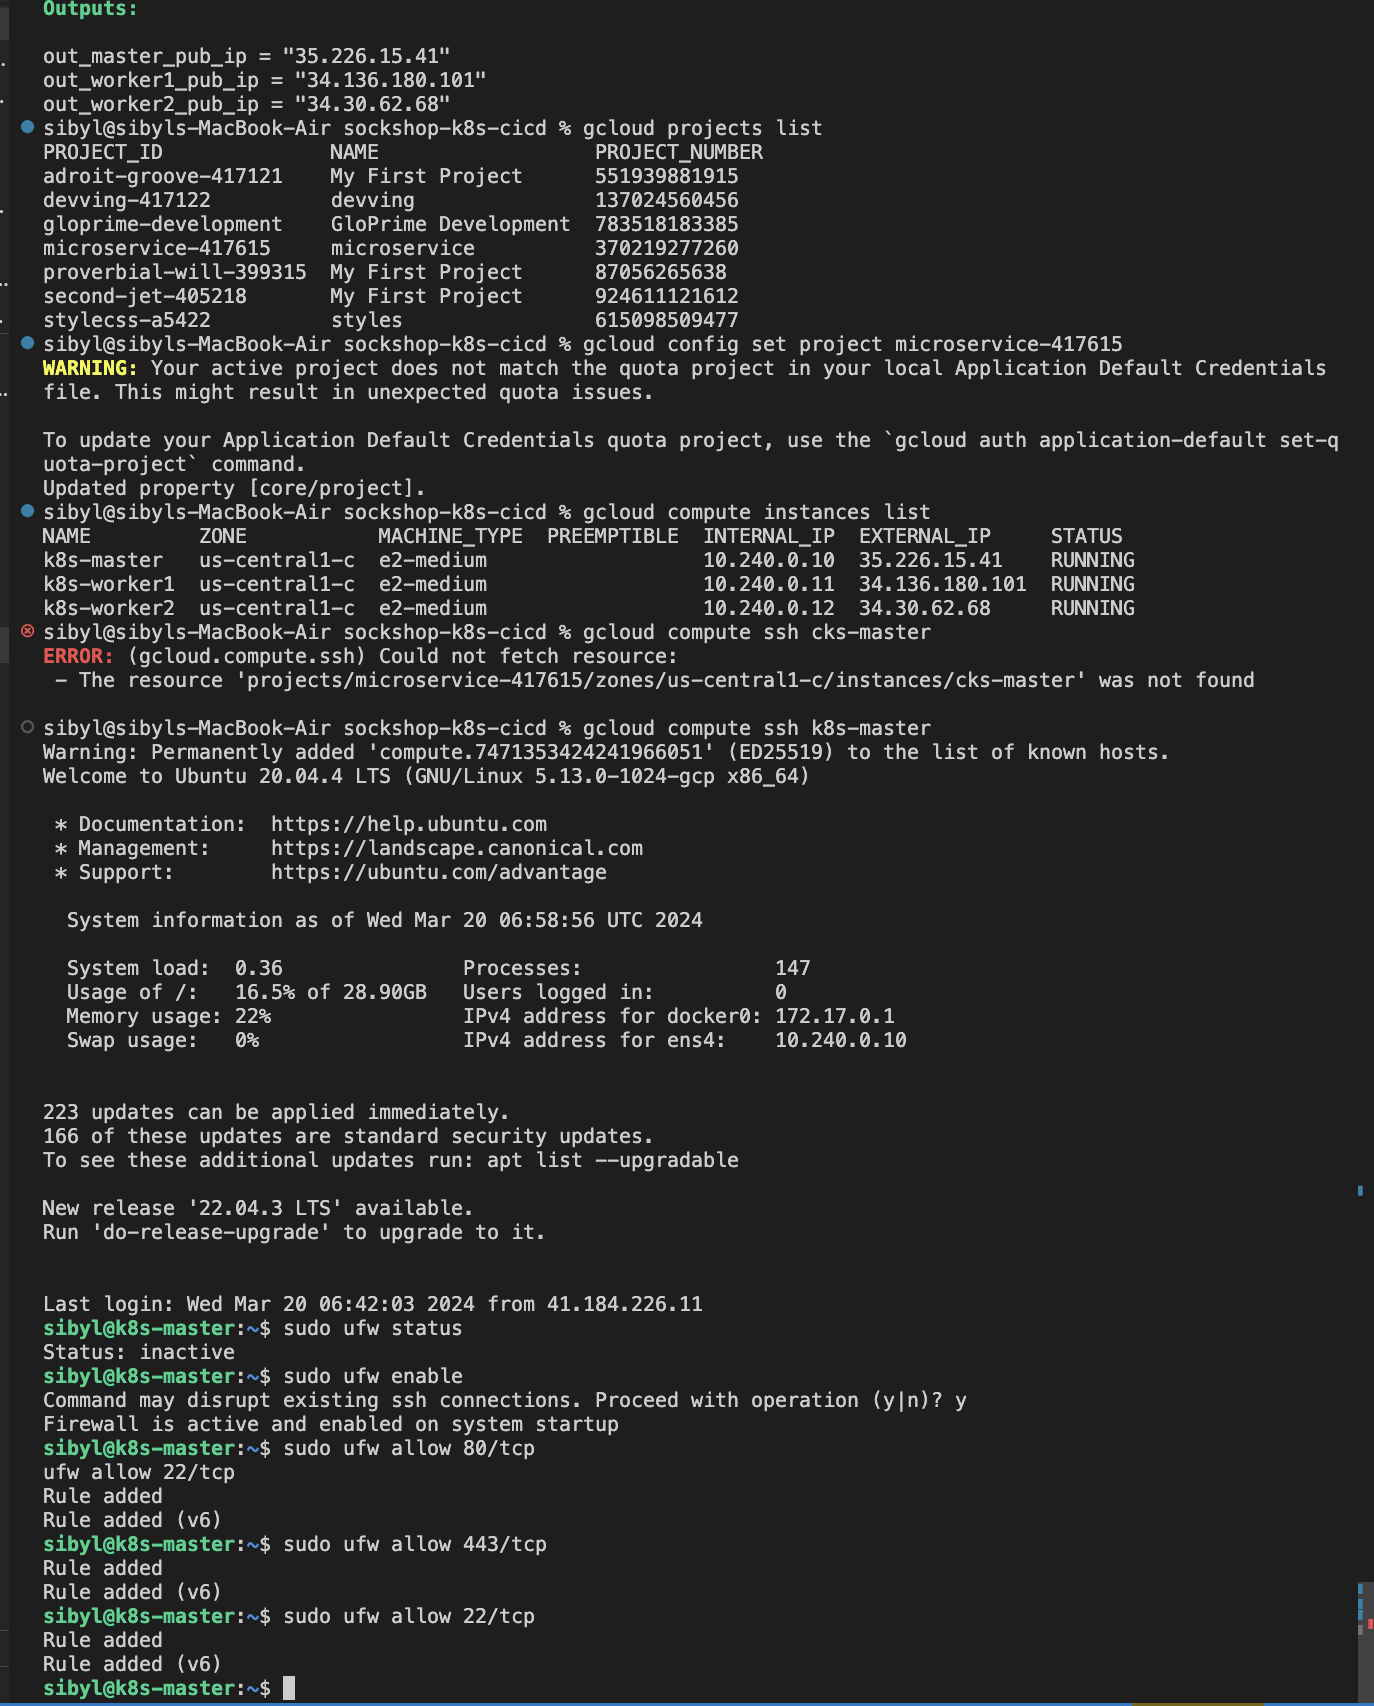 Outputs:
out_master_pub_ip = "35.226.15.41"
out_worker1_pub_ip = "34.136.180.101"
out_worker2_pub_ip = "34.30.62.68"
sibyl@sibyls-MacBook-Air sockshop-k8s-cicd % gcloud projects list
PROJECT_ID              NAME                  PROJECT_NUMBER
adroit-groove-417121    My First Project      551939881915
devving-417122          devving               137024560456
gloprime-development    GloPrime Development  783518183385
microservice-417615     microservice          370219277260
proverbial-will-399315  My First Project      87056265638
second-jet-405218       My First Project      924611121612
stylecss-a5422          styles                615098509477
sibyl@sibyls-MacBook-Air sockshop-k8s-cicd % gcloud config set project microservice-417615
WARNING: Your active project does not match the quota project in your local Application Default Credentials
file. This might result in unexpected quota issues.
To update your Application Default Credentials quota project, use the `gcloud auth application-default set-q
uota-project` command.
Updated property [core/project].
sibyl@sibyls-MacBook-Air sockshop-k8s-cicd % gcloud compute instances list
NAME         ZONE           MACHINE_TYPE  PREEMPTIBLE  INTERNAL_IP  EXTERNAL_IP     STATUS
k8s-master   us-central1-c  e2-medium                  10.240.0.10  35.226.15.41    RUNNING
k8s-worker1  us-central1-c  e2-medium                  10.240.0.11  34.136.180.101  RUNNING
k8s-worker2  us-central1-c  e2-medium                  10.240.0.12  34.30.62.68     RUNNING
sibyl@sibyls-MacBook-Air sockshop-k8s-cicd % gcloud compute ssh cks-master
ERROR: (gcloud.compute.ssh) Could not fetch resource:
 - The resource 'projects/microservice-417615/zones/us-central1-c/instances/cks-master' was not found
sibyl@sibyls-MacBook-Air sockshop-k8s-cicd % gcloud compute ssh k8s-master
Warning: Permanently added 'compute.7471353424241966051' (ED25519) to the list of known hosts.
Welcome to Ubuntu 20.04.4 LTS (GNU/Linux 5.13.0-1024-gcp x86_64)
 * Documentation:  https://help.ubuntu.com
 * Management:     https://landscape.canonical.com
 * Support:        https://ubuntu.com/advantage
  System information as of Wed Mar 20 06:58:56 UTC 2024
  System load:  0.36               Processes:                147
  Usage of /:   16.5% of 28.90GB   Users logged in:          0
  Memory usage: 22%                IPv4 address for docker0: 172.17.0.1
  Swap usage:   0%                 IPv4 address for ens4:    10.240.0.10
223 updates can be applied immediately.
166 of these updates are standard security updates.
To see these additional updates run: apt list --upgradable
New release '22.04.3 LTS' available.
Run 'do-release-upgrade' to upgrade to it.
Last login: Wed Mar 20 06:42:03 2024 from 41.184.226.11
sibyl@k8s-master:~$ sudo ufw status
Status: inactive
sibyl@k8s-master:~$ sudo ufw enable
Command may disrupt existing ssh connections. Proceed with operation (y|n)? y
Firewall is active and enabled on system startup
sibyl@k8s-master:~$ sudo ufw allow 80/tcp
ufw allow 22/tcp
Rule added
Rule added (v6)
sibyl@k8s-master:~$ sudo ufw allow 443/tcp
Rule added
Rule added (v6)
sibyl@k8s-master:~$ sudo ufw allow 22/tcp
Rule added
Rule added (v6)
sibyl@k8s-master:~$